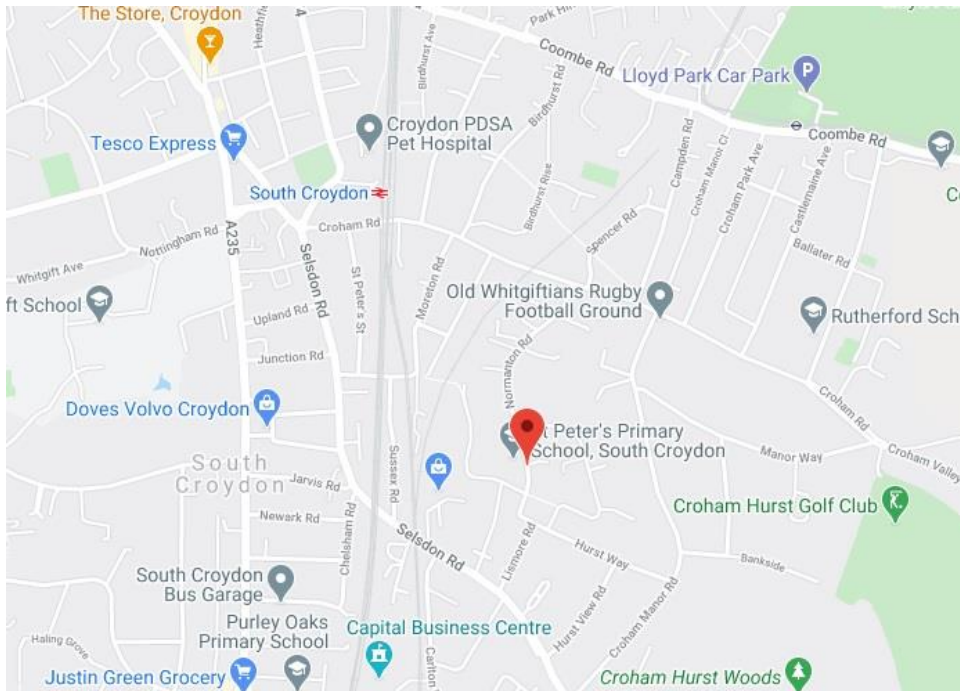 The Store, Croydon
Heathfie
4
Birdhurst Ave
Park Hil
Coombe Rd
Lloyd Park Car Park
P
Birdhurst Rd
Tesco Express
Croydon PDSA
Pet Hospital
Coombe Rd
Campden Rd
Croham Manor Cl
Croham Park Ave
Castlemaine Ave
South Croydon
Birdhurst Rise
Co
Croham Rd
Spencer Rd
Nottingham Rd
A235
Ballater Rd
Whitgift Ave
Selsdon Rd
St Peter's St
Moreton Rd
Old Whitgiftians Rugby
Football Ground
ft School
Upland Rd
Rutherford Sch
Junction Rd
Normanton Rd
Doves Volvo Croydon
Croham Rd
t Peter's Primary
School, South Croydon
Manor Way
Croham Valley
South
Croydon
Sussex Rd
Jarvis Rd
Croham Hurst Golf Club
Newark Rd
Chelsham Rd
Selsdon Rd
Lismore Rd
Hurst Way
Bankside
South Croydon
Bus Garage
Hurst View Rd
Croham Manor Rd
Purley Oaks
Primary School
Capital Business Centre
Haling Grove
Carlton
Justin Green Grocery
Croham Hurst Woods